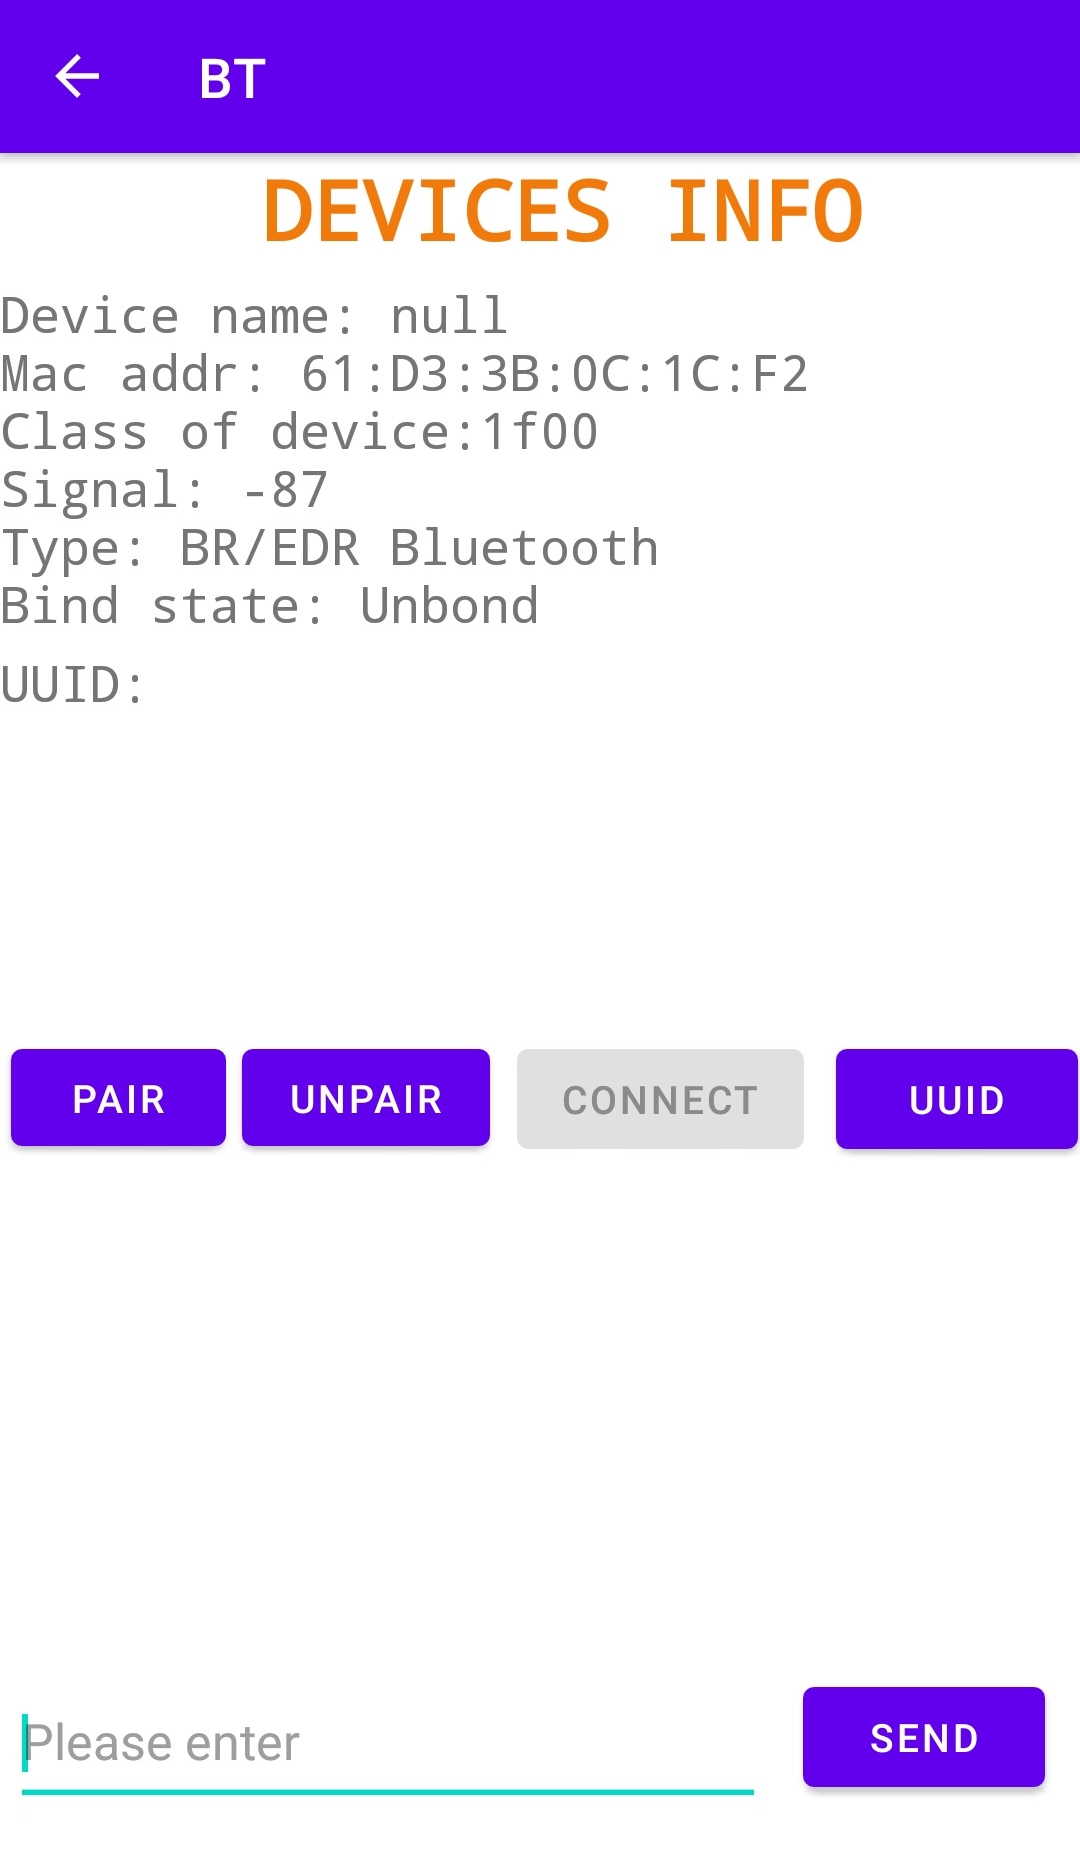 BT
DEVICES INFO
Device name: null
Mac addr: 61:D3:3B:0C:1C:F2
Class of device:1f00
Signal: -87
Type: BR/EDR Bluetooth
Bind state: Unbond
UUID:
PAIR UNPAIR CONNECT UUID
Please enter SEND